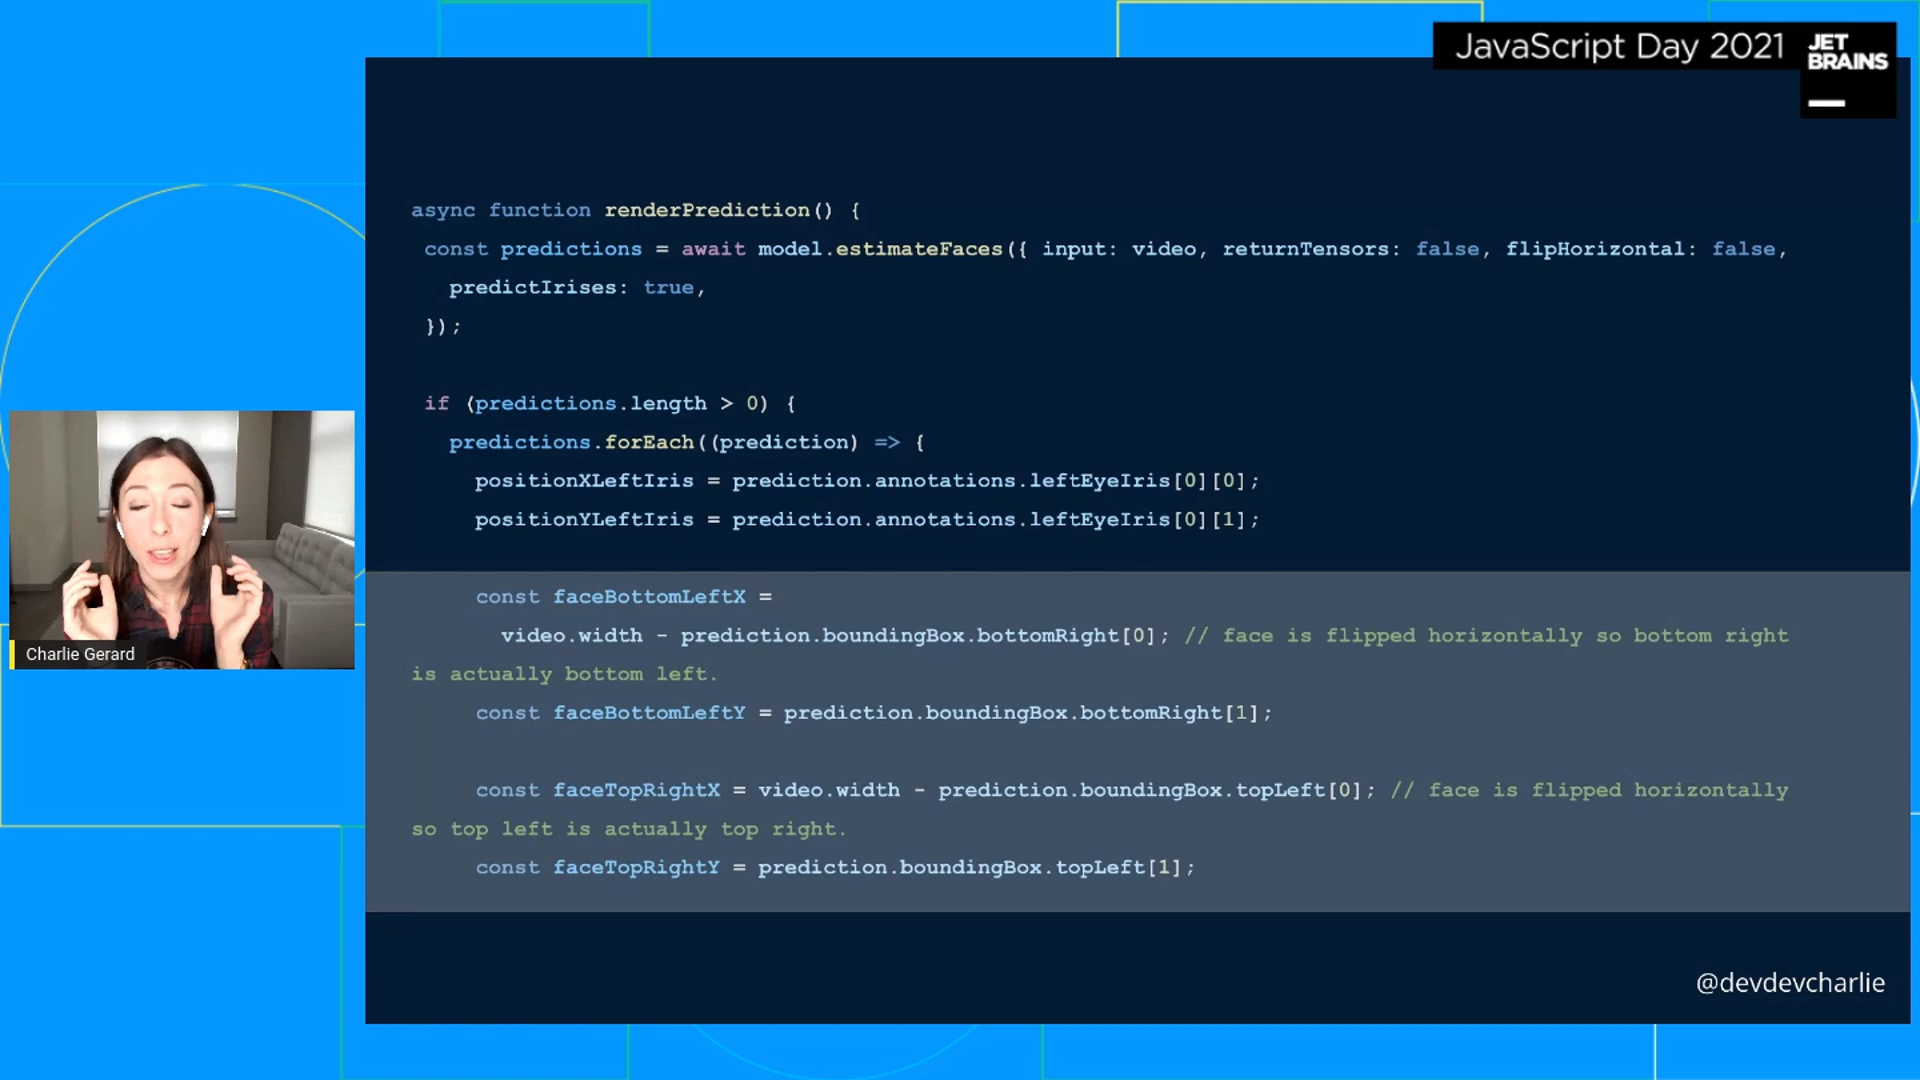 JavaScript Day 2021
JET
BRAINS
async function renderPrediction() {
const predictions = await model.estimateFaces({ input: video, returnTensors: false, flipHorizontal: false,
predictIrises: true,
});
if (predictions.length > 0) {
predictions.forEach((prediction) => {
positionXLeftIris = prediction.annotations.leftEyeIris[0][0];
positionYLeftIris = prediction.annotations.leftEyeIris[0][1];
const faceBottomLeftX =
video.width - prediction.boundingBox.bottomRight[0]; // face is flipped horizontally so bottom right
is actually bottom left.
const faceBottomLeftY = prediction.boundingBox.bottomRight[1];
const faceTopRightX = video.width - prediction.boundingBox.topLeft[0]; // face is flipped horizontally
so top left is actually top right.
const faceTopRightY = prediction.boundingBox.topLeft[1];
Charlie Gerard
@devdevcharlie